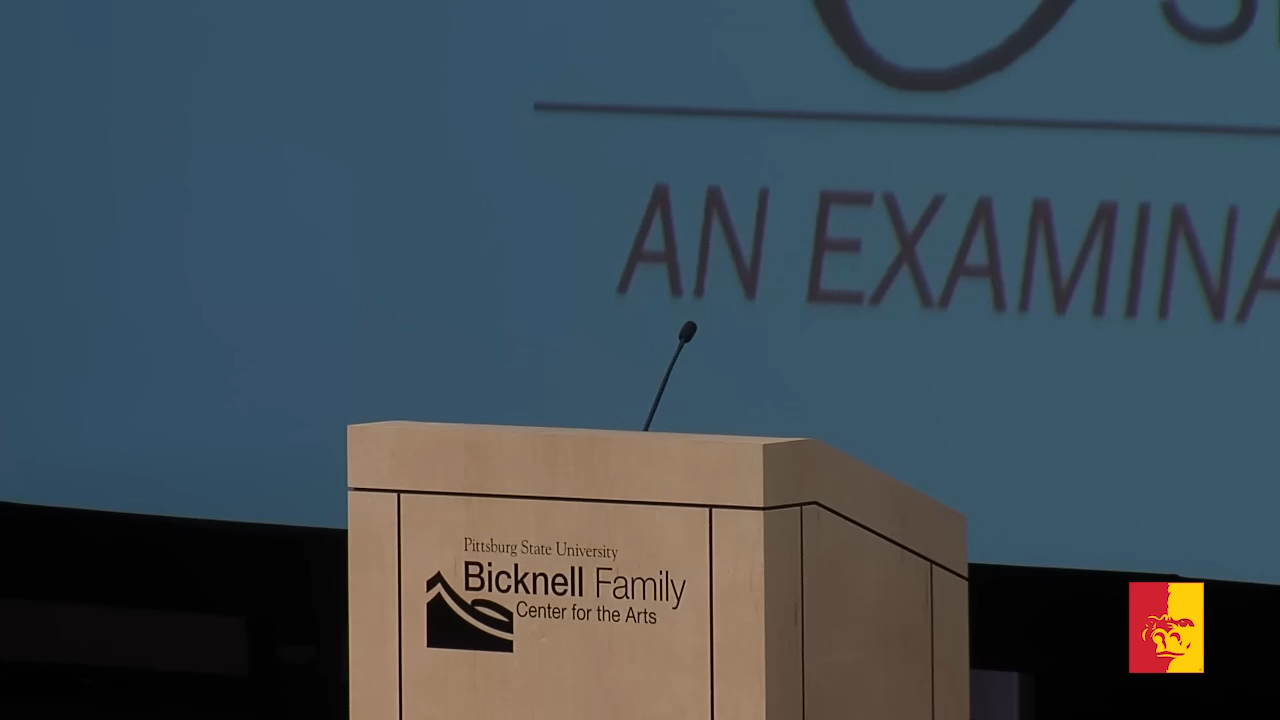 AN EXAMINA
Pittsburg State University
Bicknell Family
Center for the Arts